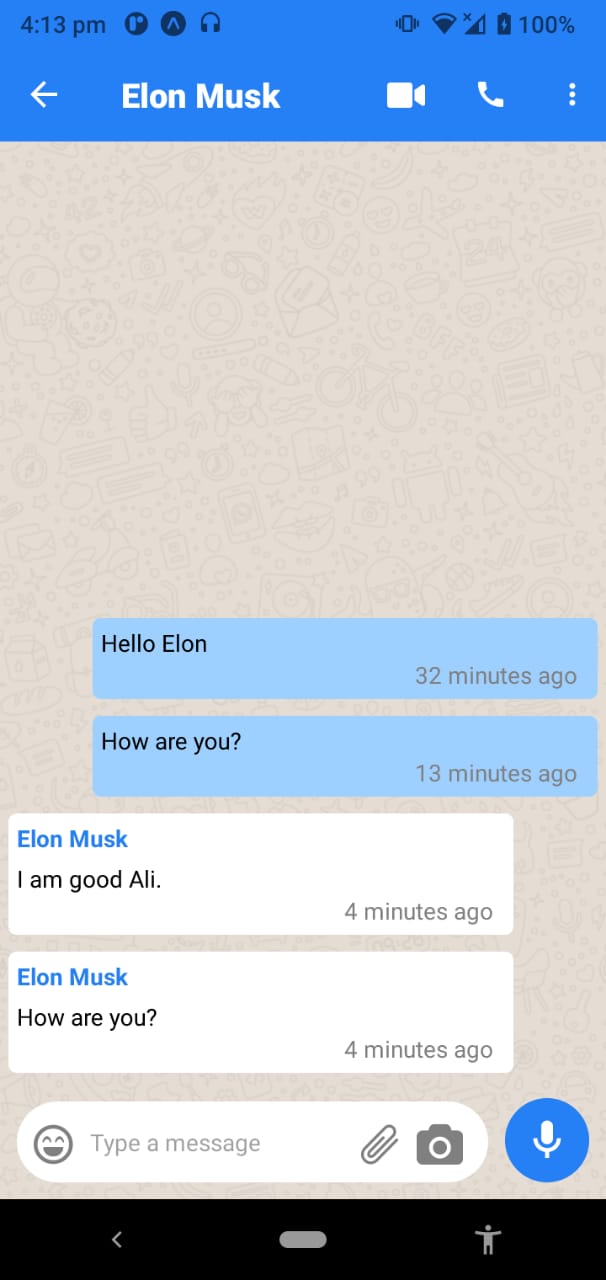 4:13 pm 100%
Elon Musk
Hello Elon
32 minutes ago
How are you?
13 minutes ago
Elon Musk
I am good Ali.
4 minutes ago
Elon Musk
How are you?
4 minutes ago
Type a message